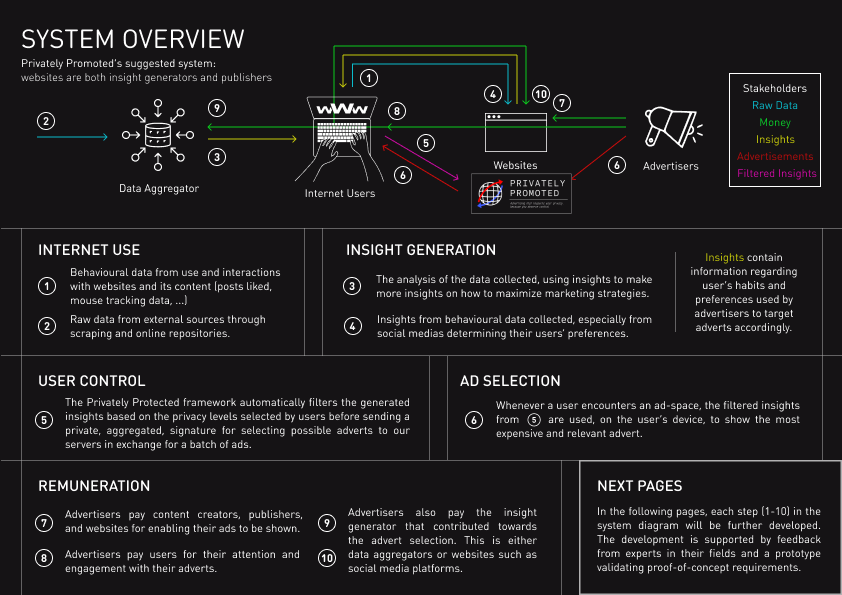 SYSTEM OVERVIEW
Privately Promoted's suggested system:
websites are both insight generators and publishers
1
4
10
7
2
9
8
3
5
6
6
Data Aggregator
WWW
Internet Users
Websites
PRIVATELY
PROMOTED
Advertisers
Stakeholders
Raw Data
Money
Insights
Advertisements
Filtered Insights
INTERNET USE
1
Behavioural data from use and interactions
with websites and its content (posts liked,
mouse tracking data, ...)
2
Raw data from external sources through
scraping and online repositories.
INSIGHT GENERATION
3
The analysis of the data collected, using insights to make
more insights on how to maximize marketing strategies.
4
Insights from behavioural data collected, especially from
social medias determining their users' preferences.
Insights contain
information regarding
user's habits and
preferences used by
advertisers to target
adverts accordingly.
USER CONTROL
5
The Privately Protected framework automatically filters the generated
insights based on the privacy levels selected by users before sending a
private, aggregated, signature for selecting possible adverts to our
servers in exchange for a batch of ads.
AD SELECTION
6
Whenever a user encounters an ad-space, the filtered insights
from 5 are used, on the user's device, to show the most
expensive and relevant advert.
REMUNERATION
7
Advertisers pay content creators, publishers,
and websites for enabling their ads to be shown.
8
Advertisers pay users for their attention and
engagement with their adverts.
9
10
Advertisers also pay the insight
generator that contributed towards
the advert selection. This is either
data aggregators or websites such as
social media platforms.
NEXT PAGES
In the following pages, each step (1-10) in the
system diagram will be further developed.
The development is supported by feedback
from experts in their fields and a prototype
validating proof-of-concept requirements.